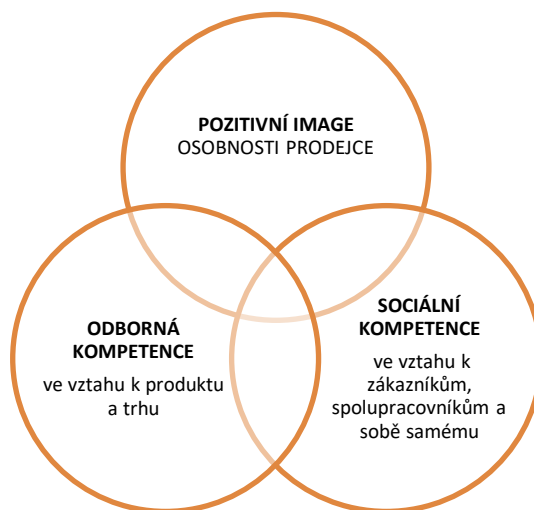 POZITIVNÍ IMAGE
OSOBNOSTI PRODEJCE
ODBORNÁ
KOMPETENCE
ve vztahu k produktu
a trhu
SOCIÁLNÍ
KOMPETENCE
ve vztahu k
zákazníkům,
spolupracovníkům a
sobě samému